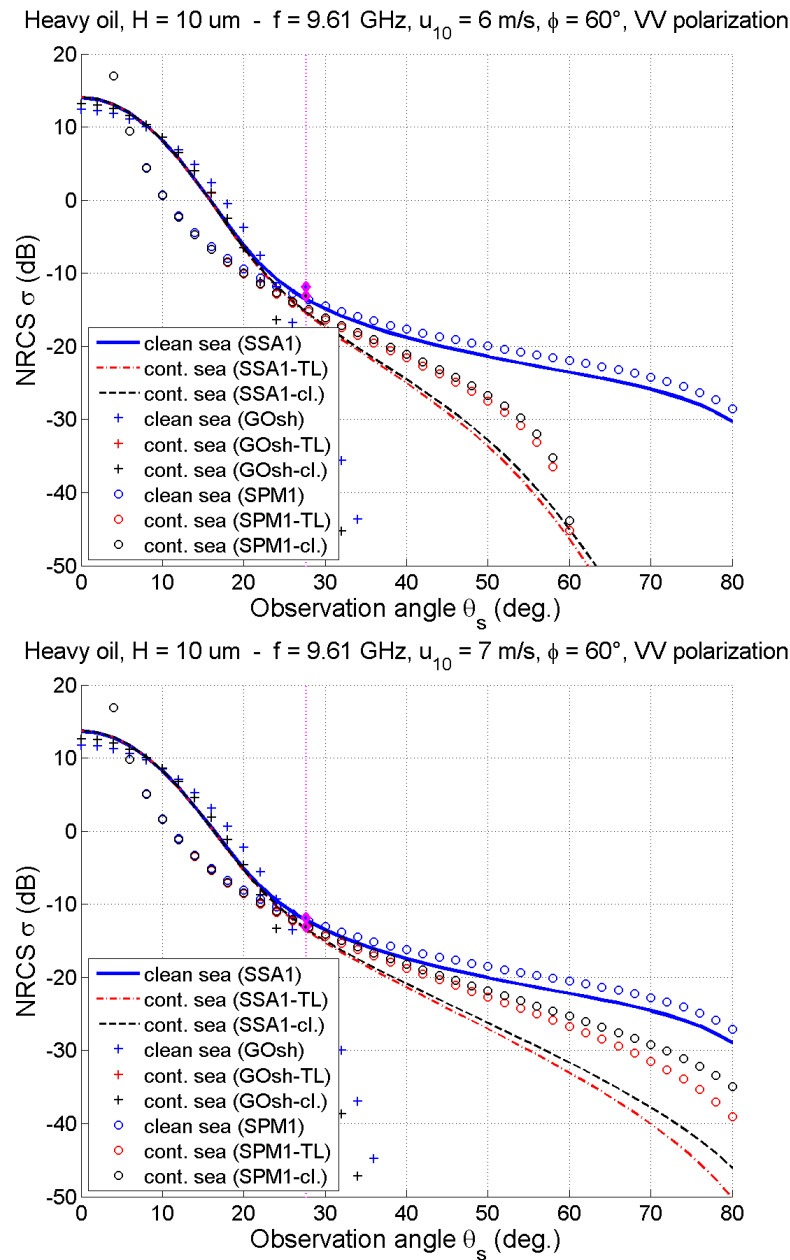 Heavy oil, H = 10 um - f = 9.61 GHz, u10 = 6 m/s, ϕ = 60°, VV polarization
20
10
0
-10
-20
-30
-40
-50
NRCS σ (dB)
clean sea (SSA1)
cont. sea (SSA1-TL)
cont. sea (SSA1-cl.)
clean sea (GOsh)
cont. sea (GOsh-TL)
cont. sea (GOsh-cl.)
clean sea (SPM1)
cont. sea (SPM1-TL)
cont. sea (SPM1-cl.)
0 10 20 30 40 50 60 70 80
Observation angle θs (deg.)
Heavy oil, H = 10 um - f = 9.61 GHz, u10 = 7 m/s, ϕ = 60°, VV polarization
20
10
0
-10
-20
-30
-40
-50
NRCS σ (dB)
clean sea (SSA1)
cont. sea (SSA1-TL)
cont. sea (SSA1-cl.)
clean sea (GOsh)
cont. sea (GOsh-TL)
cont. sea (GOsh-cl.)
clean sea (SPM1)
cont. sea (SPM1-TL)
cont. sea (SPM1-cl.)
0 10 20 30 40 50 60 70 80
Observation angle θs (deg.)